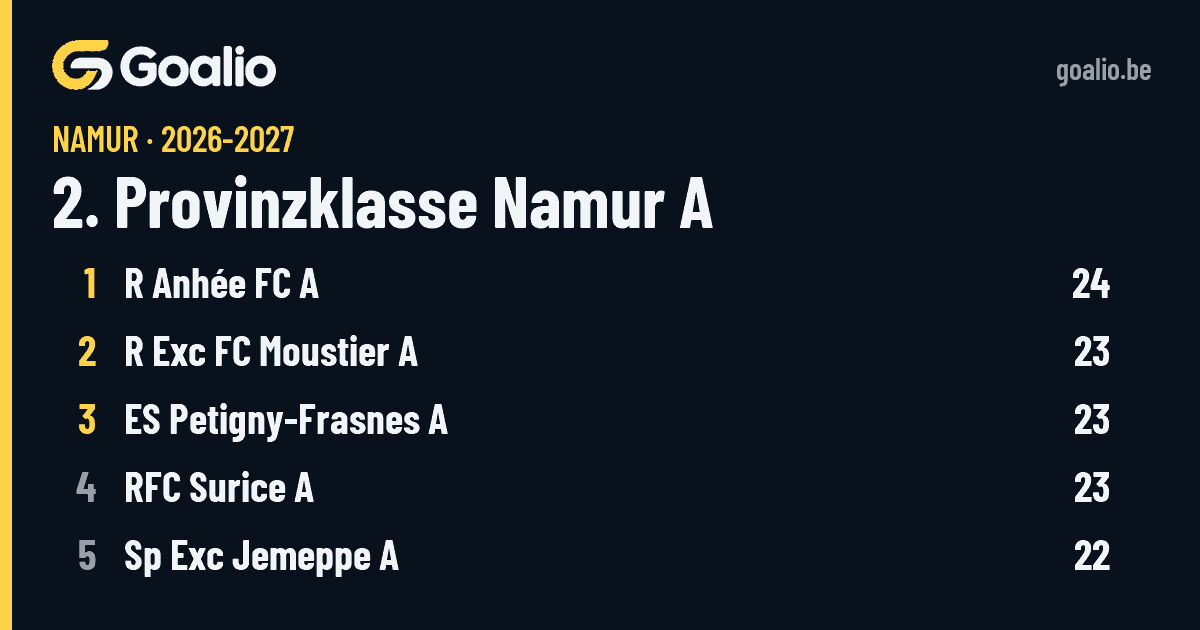 Goalio
goalio.be
NAMUR · 2026-2027
2. Provinzklasse Namur A
1 R Anhée FC A 24
2 R Exc FC Moustier A 23
3 ES Petigny-Frasnes A 23
4 RFC Surice A 23
5 Sp Exc Jemeppe A 22